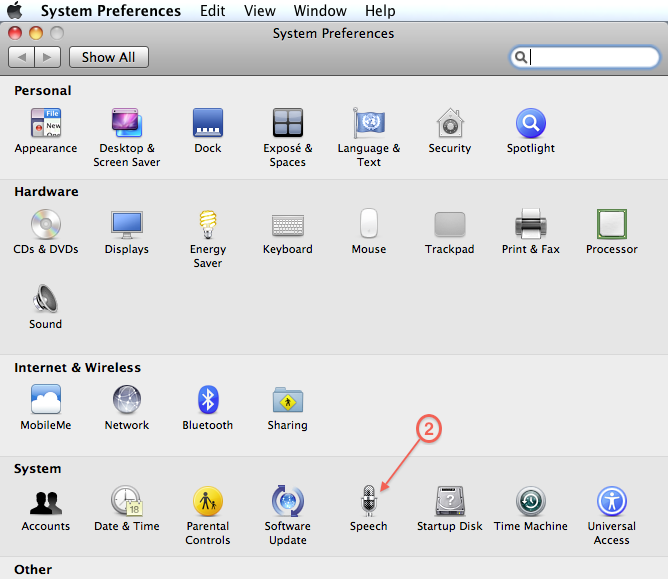 System Preferences Edit View Window Help
System Preferences
Show All
Personal
File
New
Appearance
Desktop &
Screen Saver
Dock
Exposé &
Spaces
Language &
Text
Security
Spotlight
Hardware
CDs & DVDs
Displays
Energy
Saver
Keyboard
Mouse
Trackpad
Print & Fax
Processor
Sound
Internet & Wireless
MobileMe
Network
Bluetooth
Sharing
2
System
18
?
Accounts
Date & Time
Parental
Controls
Software
Update
Speech
Startup Disk
Time Machine
Universal
Access
Other